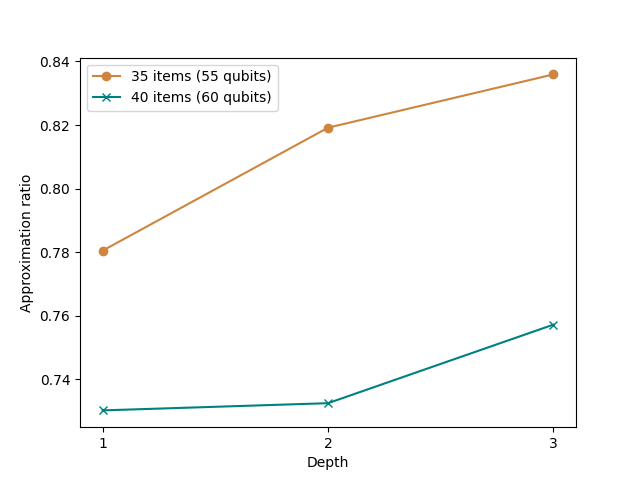 0.84
0.82
0.80
0.78
0.76
0.74
Approximation ratio
35 items (55 qubits)
40 items (60 qubits)
1
2
3
Depth